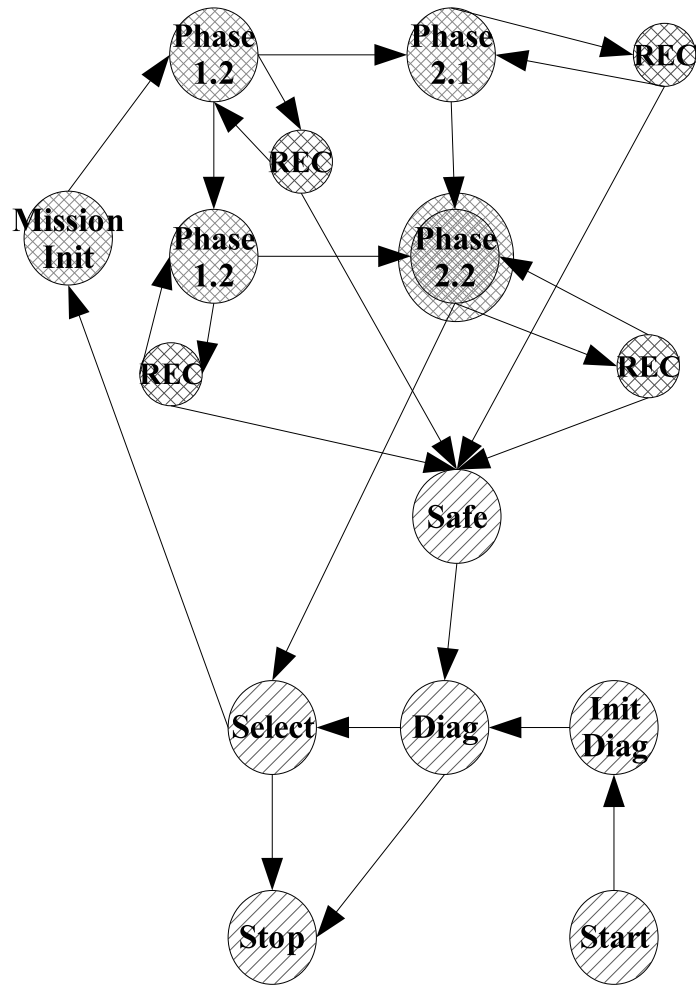 Phase
1.2
Phase
2.1
REC
REC
Mission
Init
Phase
1.2
Phase
2.2
REC
REC
Safe
Select
Diag
Init
Diag
Stop
Start